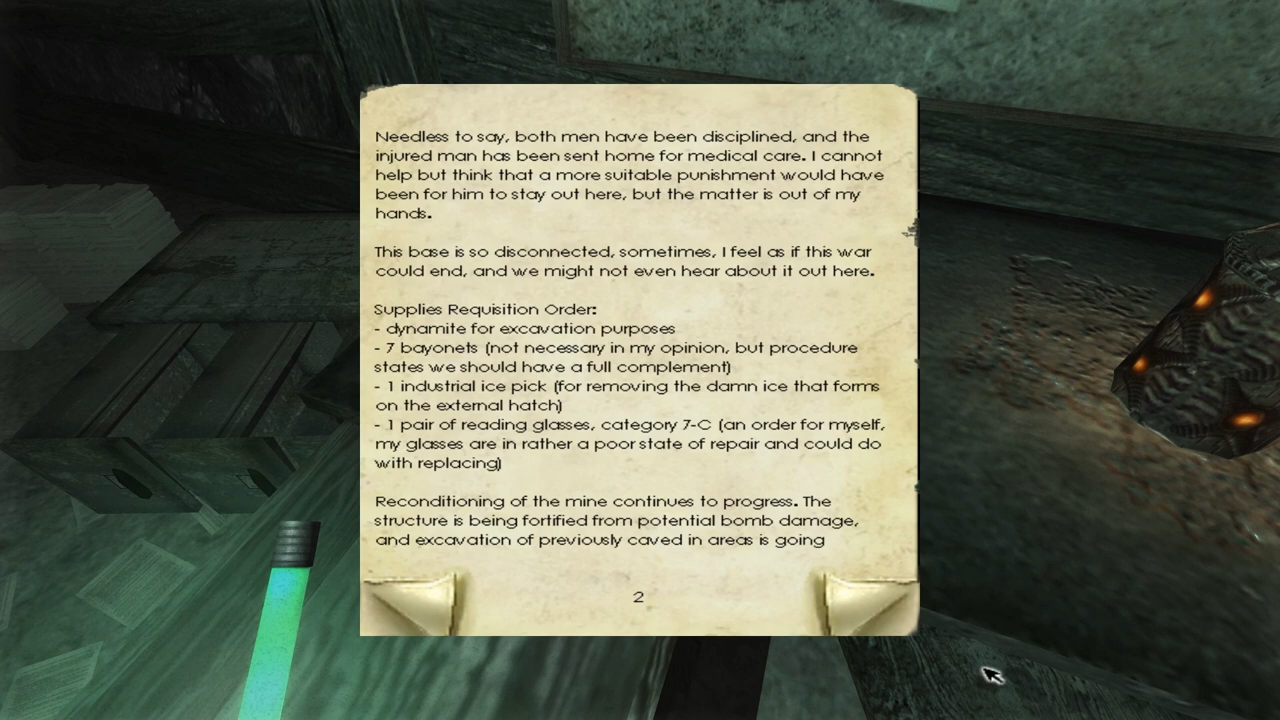 Needless to say, both men have been disciplined, and the
injured man has been sent home for medical care. I cannot
help but think that a more suitable punishment would have
been for him to stay out here, but the matter is out of my
hands.
This base is so disconnected, sometimes, I feel as if this war
could end, and we might not even hear about it out here.
Supplies Requisition Order:
- dynamite for excavation purposes
- 7 bayonets (not necessary in my opinion, but procedure
states we should have a full complement)
- 1 industrial ice pick (for removing the damn ice that forms
on the external hatch)
- 1 pair of reading glasses, category 7-C (an order for myself,
my glasses are in rather a poor state of repair and could do
with replacing)
Reconditioning of the mine continues to progress. The
structure is being fortified from potential bomb damage,
and excavation of previously caved in areas is going
2